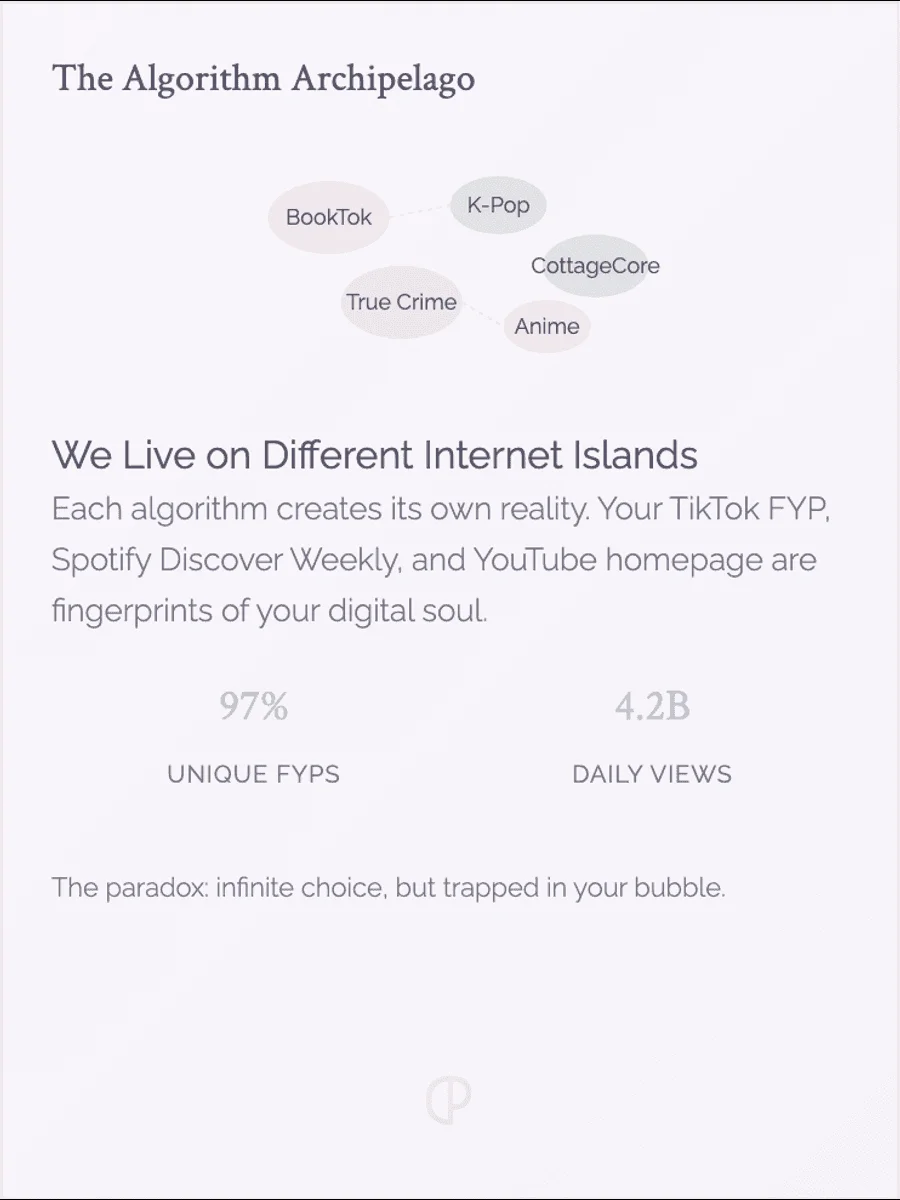 The Algorithm Archipelago
BookTok
K-Pop
CottageCore
True Crime
Anime
We Live on Different Internet Islands
Each algorithm creates its own reality. Your TikTok FYP,
Spotify Discover Weekly, and YouTube homepage are
fingerprints of your digital soul.
97%
4.2B
UNIQUE FYPS
DAILY VIEWS
The paradox: infinite choice, but trapped in your bubble.